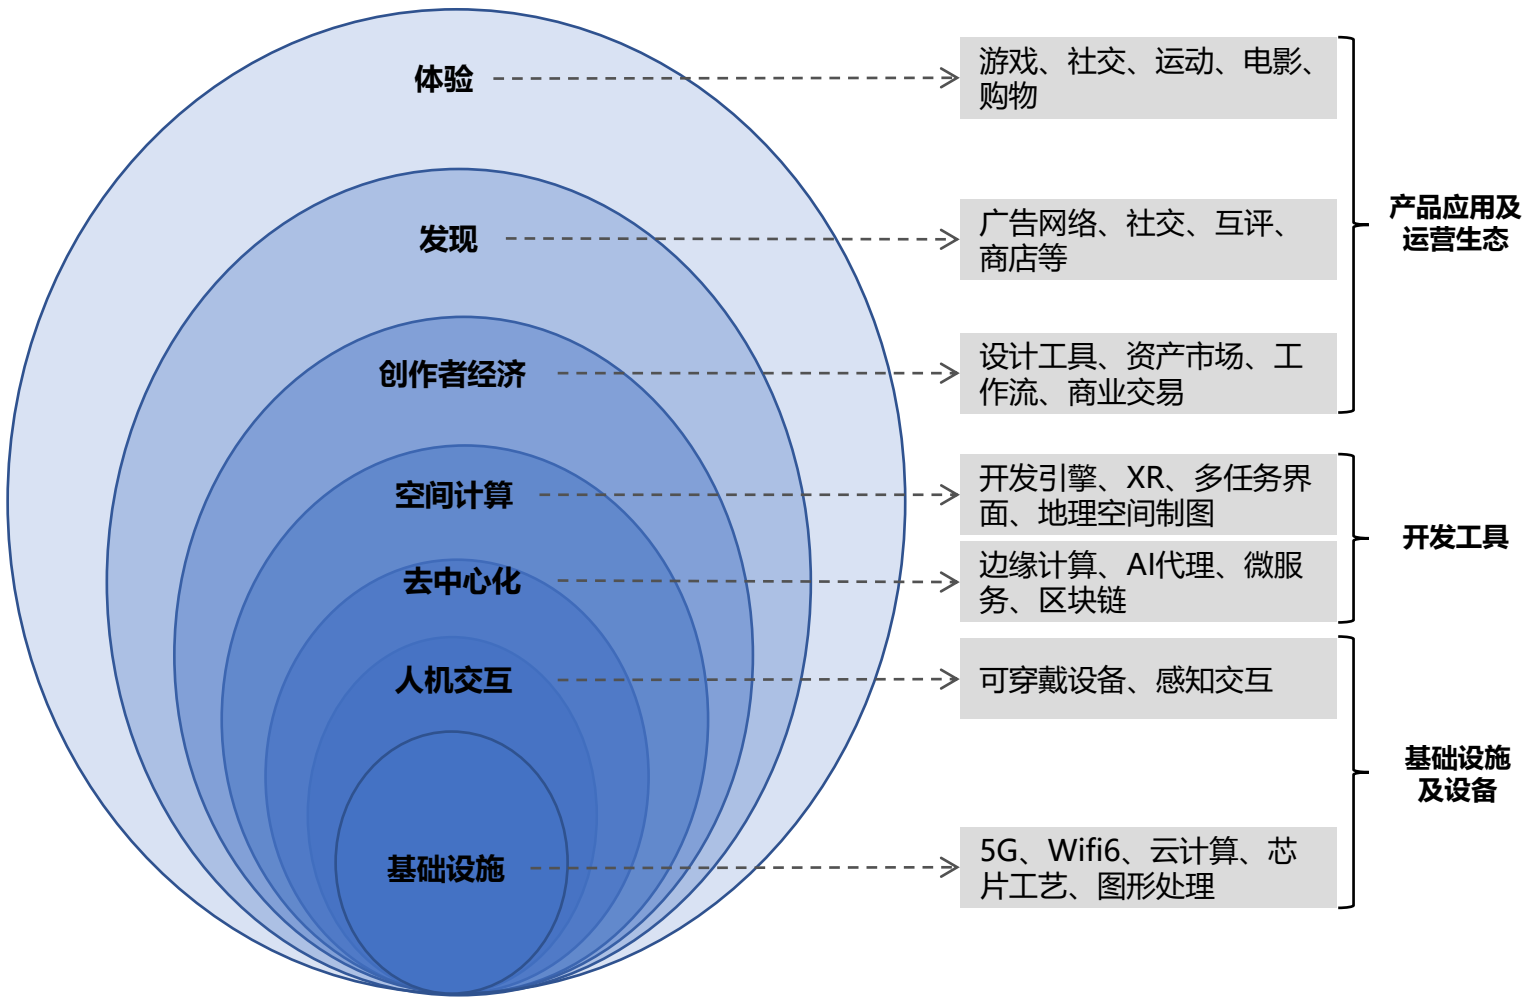 体验
游戏、社交、运动、电影、
购物
发现
广告网络、社交、互评、
商店等
创作者经济
设计工具、资产市场、工
作流、商业交易
产品应用及
运营生态
空间计算
开发引擎、XR、多任务界
面、地理空间制图
去中心化
边缘计算、AI代理、微服
务、区块链
开发工具
人机交互
可穿戴设备、感知交互
基础设施
5G、Wifi6、云计算、芯
片工艺、图形处理
基础设施
及设备